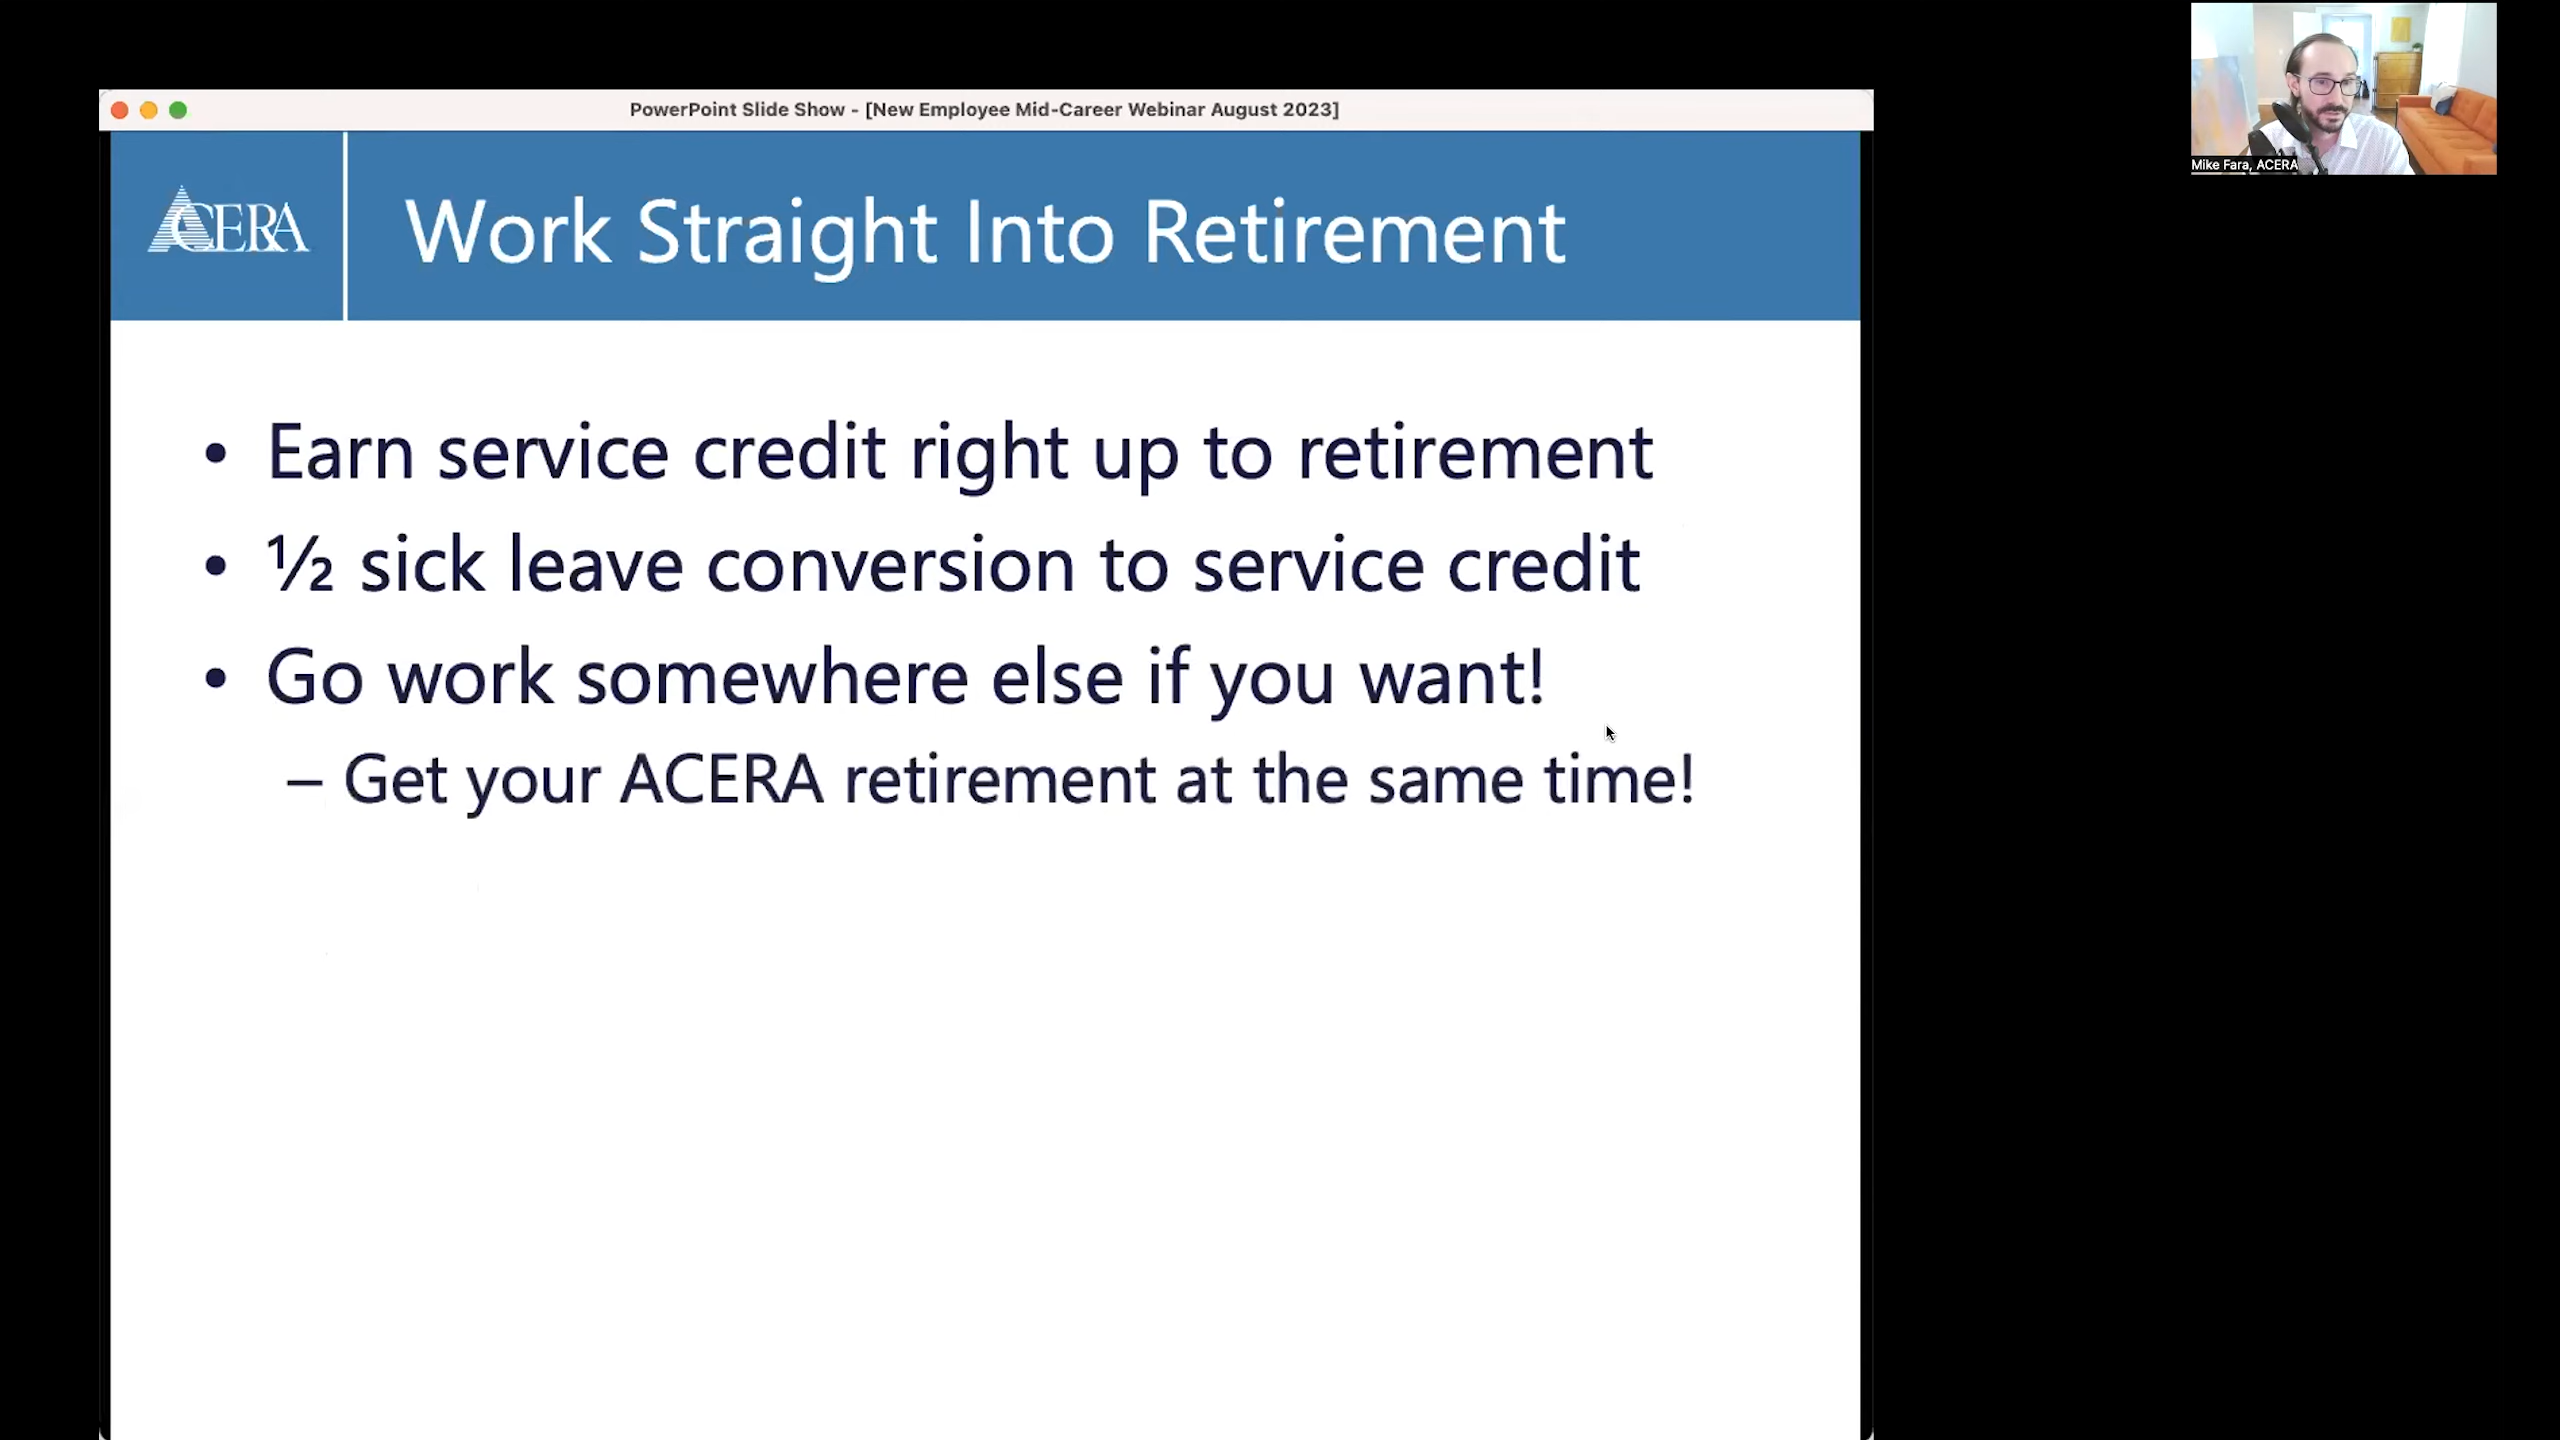 Mike Fara, ACERA
PowerPoint Slide Show - [New Employee Mid-Career Webinar August 2023]
ACERA
Work Straight Into Retirement
• Earn service credit right up to retirement
• ½ sick leave conversion to service credit
• Go work somewhere else if you want!
– Get your ACERA retirement at the same time!